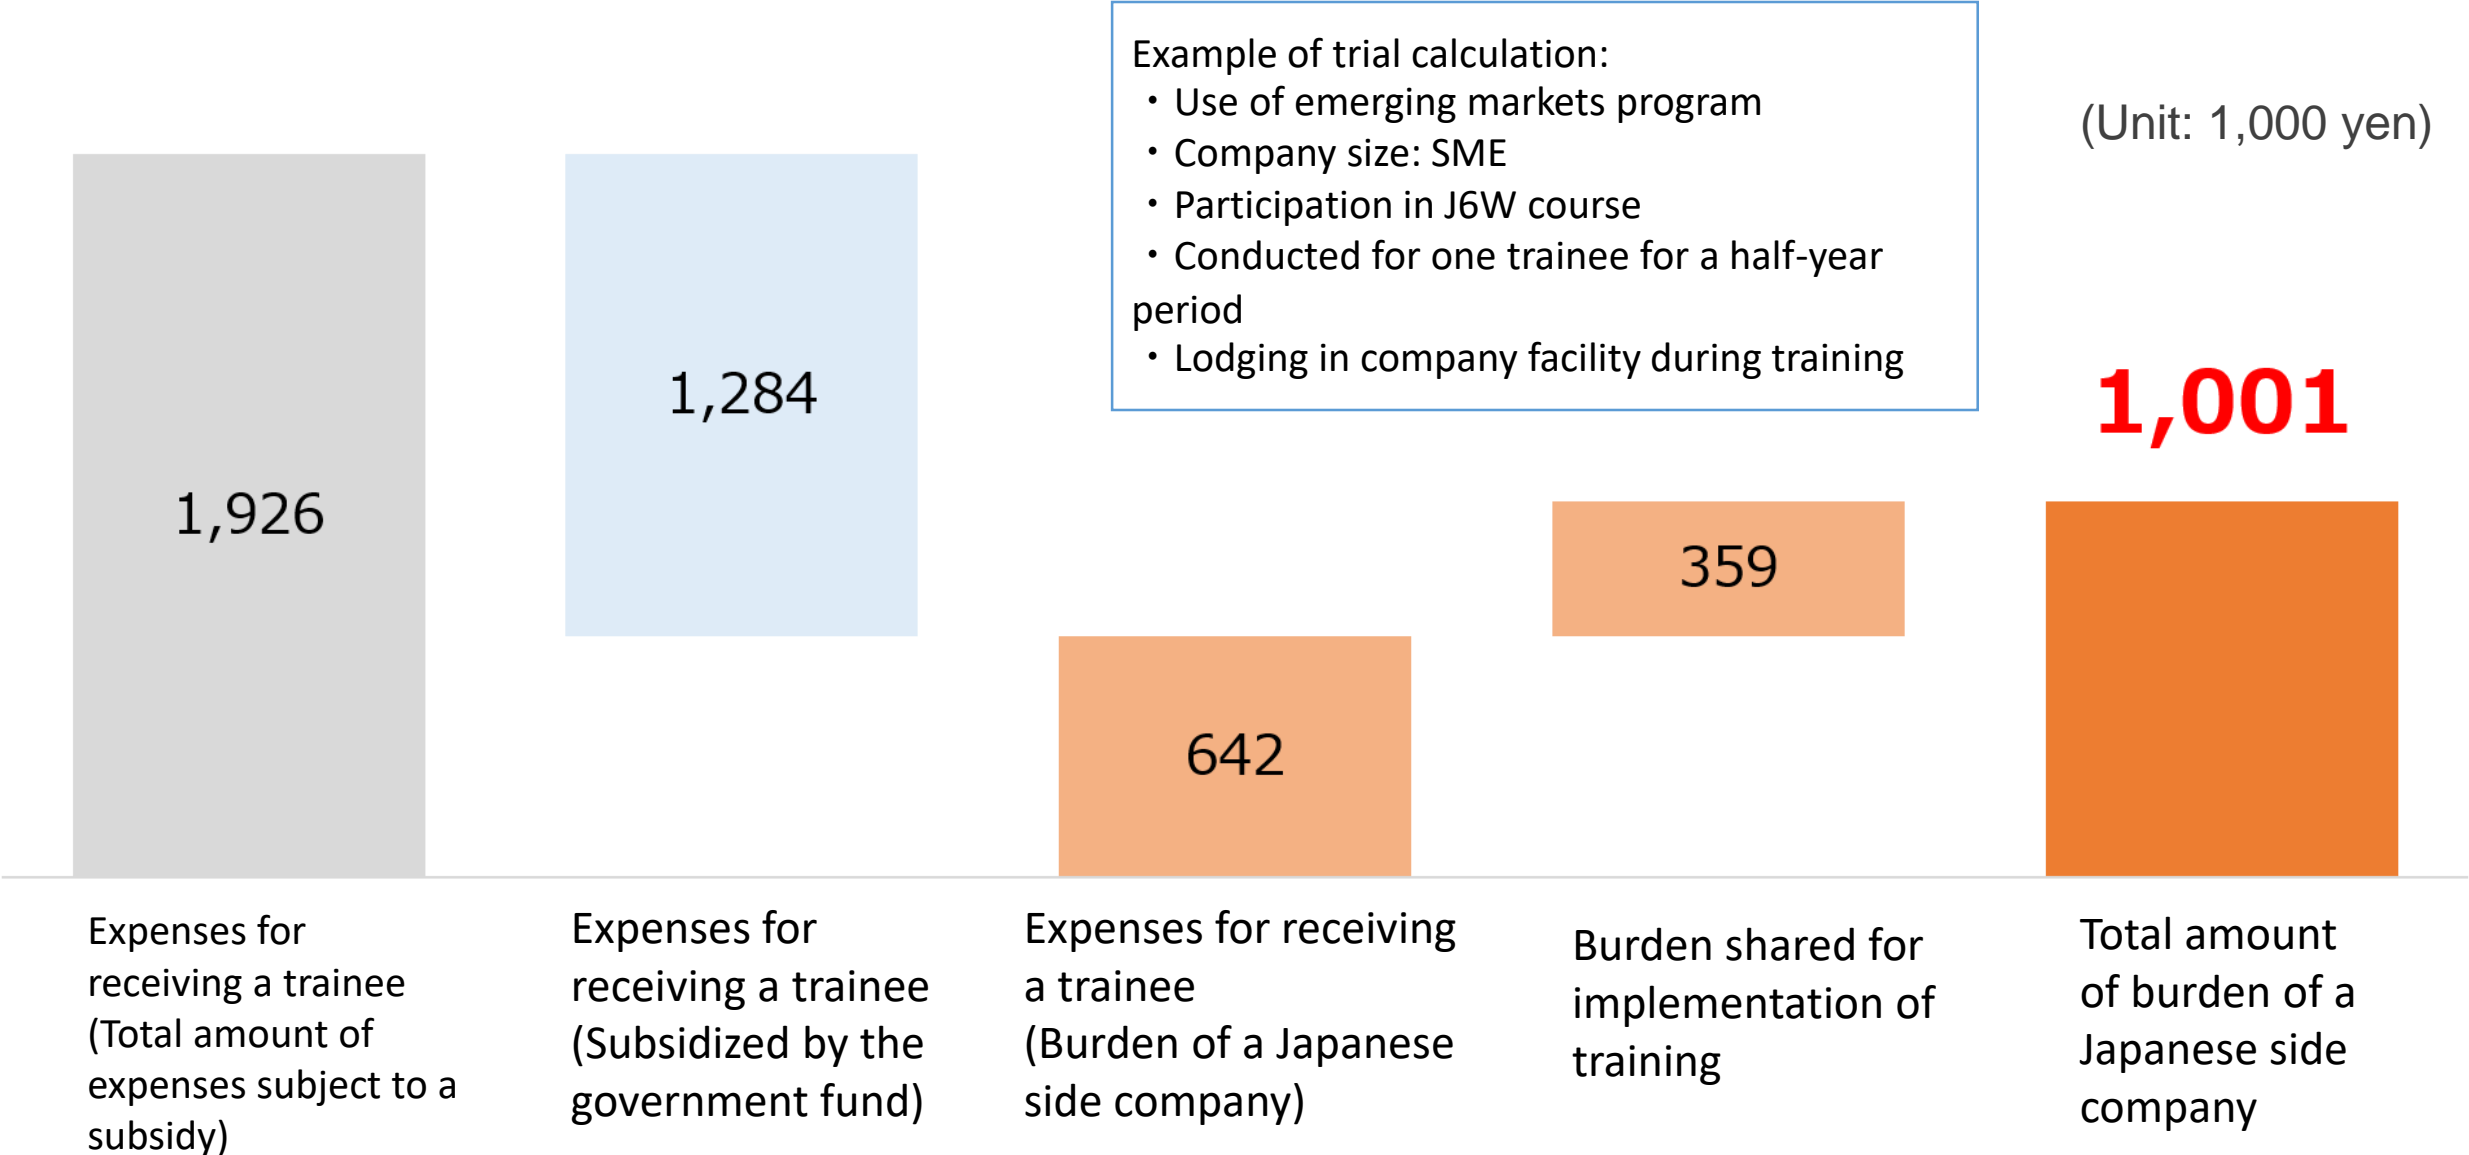 Example of trial calculation:
・Use of emerging markets program
・Company size: SME
・Participation in J6W course
・Conducted for one trainee for a half-year
period
・Lodging in company facility during training
(Unit: 1,000 yen)
1,926
1,284
642
359
1,001
Expenses for
receiving a trainee
(Total amount of
expenses subject to a
subsidy)
Expenses for
receiving a trainee
(Subsidized by the
government fund)
Expenses for receiving
a trainee
(Burden of a Japanese
side company)
Burden shared for
implementation of
training
Total amount
of burden of a
Japanese side
company